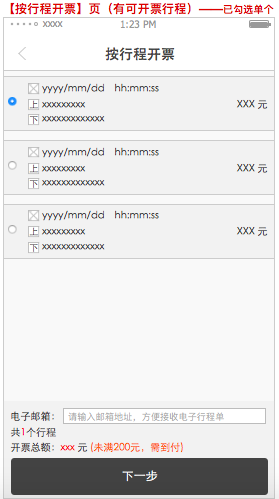 【按行程开票】页（有可开票行程）——已勾选单个
xxxx 1:23 PM
按行程开票
yyyy/mm/dd hh:mm:ss
上 xxxxxxxxx XXX 元
下 xxxxxxxxxxxxx
yyyy/mm/dd hh:mm:ss
上 xxxxxxxxx XXX 元
下 xxxxxxxxxxxxx
yyyy/mm/dd hh:mm:ss
上 xxxxxxxxx XXX 元
下 xxxxxxxxxxxxx
电子邮箱： 请输入邮箱地址，方便接收电子行程单
共1个行程
开票总额：xxx 元 (未满200元，需到付)
下一步